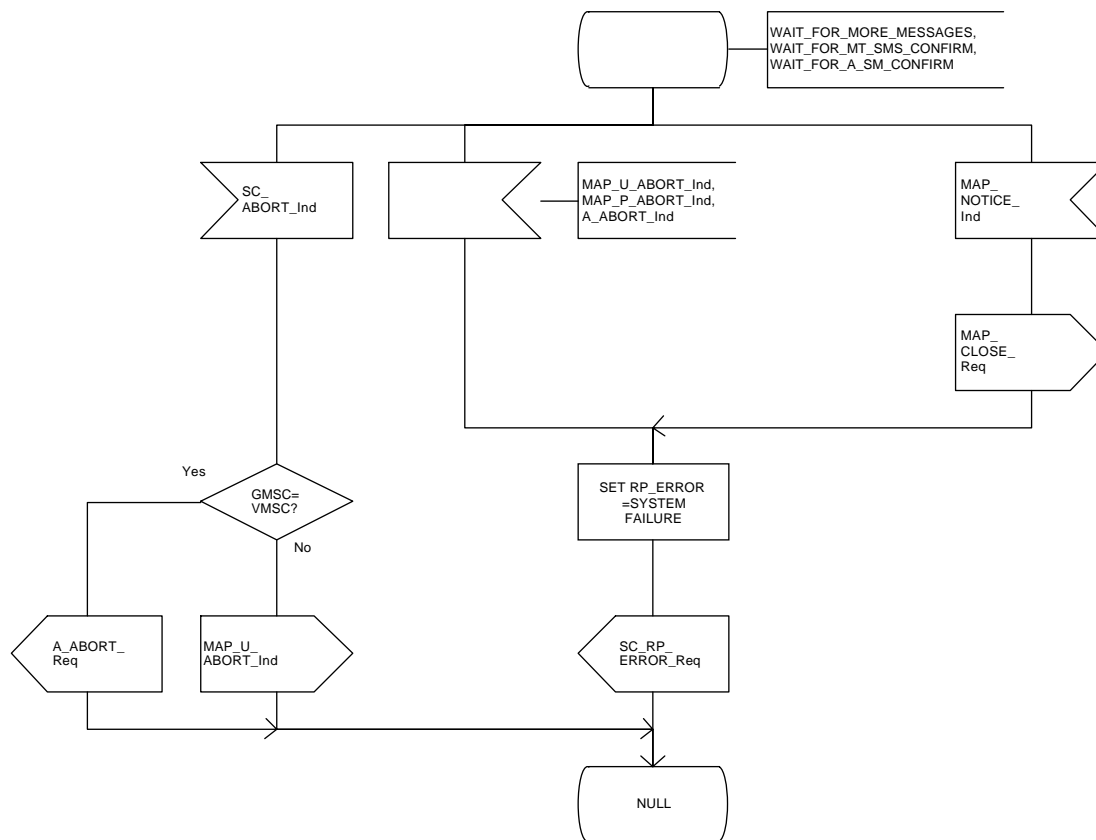 WAIT_FOR_MORE_MESSAGES,
WAIT_FOR_MT_SMS_CONFIRM,
WAIT_FOR_A_SM_CONFIRM
SC_
ABORT_Ind
MAP_U_ABORT_Ind,
MAP_P_ABORT_Ind,
A_ABORT_Ind
MAP_
NOTICE_
Ind
MAP_
CLOSE_
Req
Yes
GMSC=
VMSC?
No
SET RP_ERROR
=SYSTEM
FAILURE
A_ABORT_
Req
MAP_U_
ABORT_Ind
SC_RP_
ERROR_Req
NULL